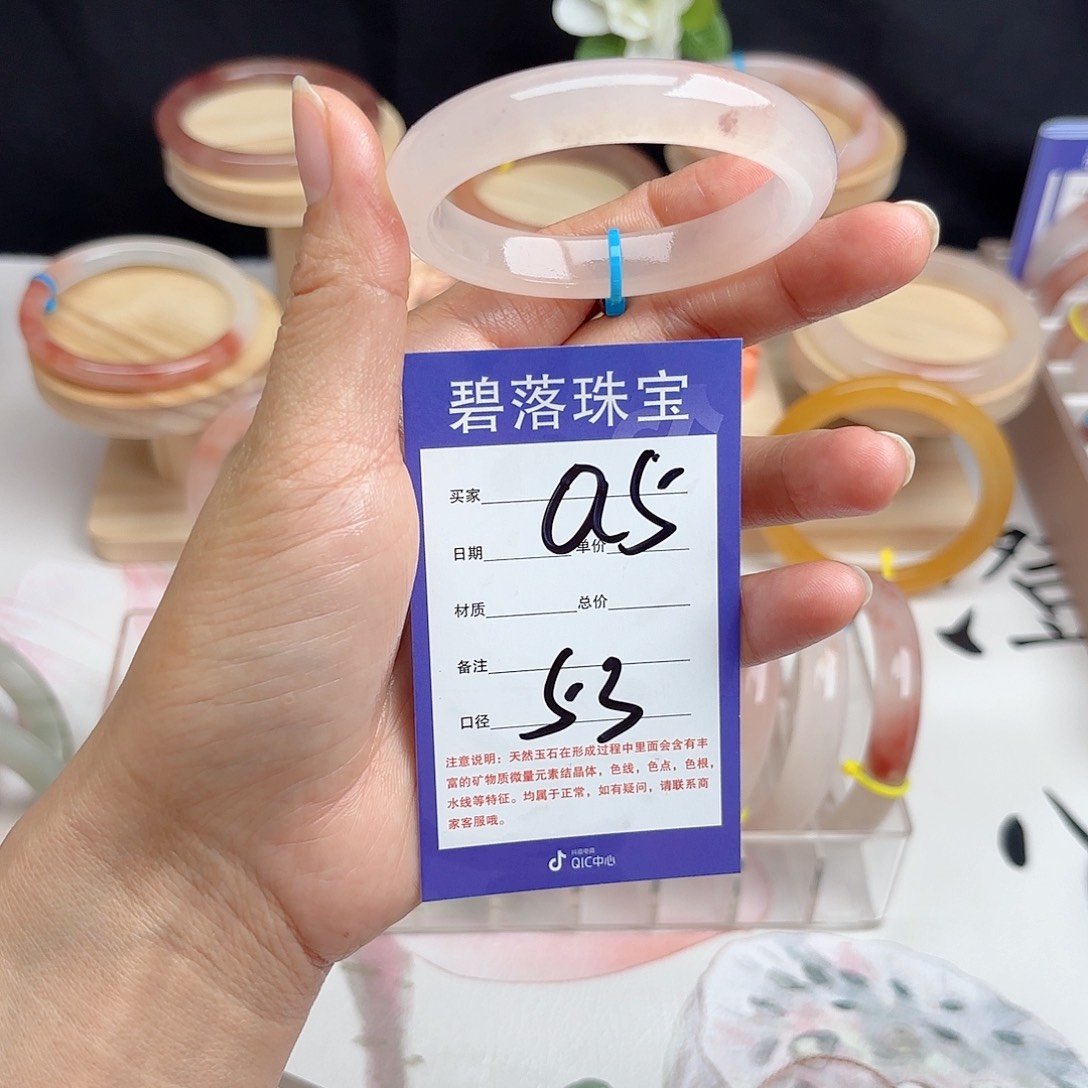 碧落珠宝
买家
a5
日期 单价
材质 总价
备注
53
口径
注意说明：天然玉石在形成过程中里面会含有丰
富的矿物质微量元素结晶体，色线，色点，色根，
水线等特征。均属于正常，如有疑问，请联系商
家客服哦。
抖音电商
QIC中心